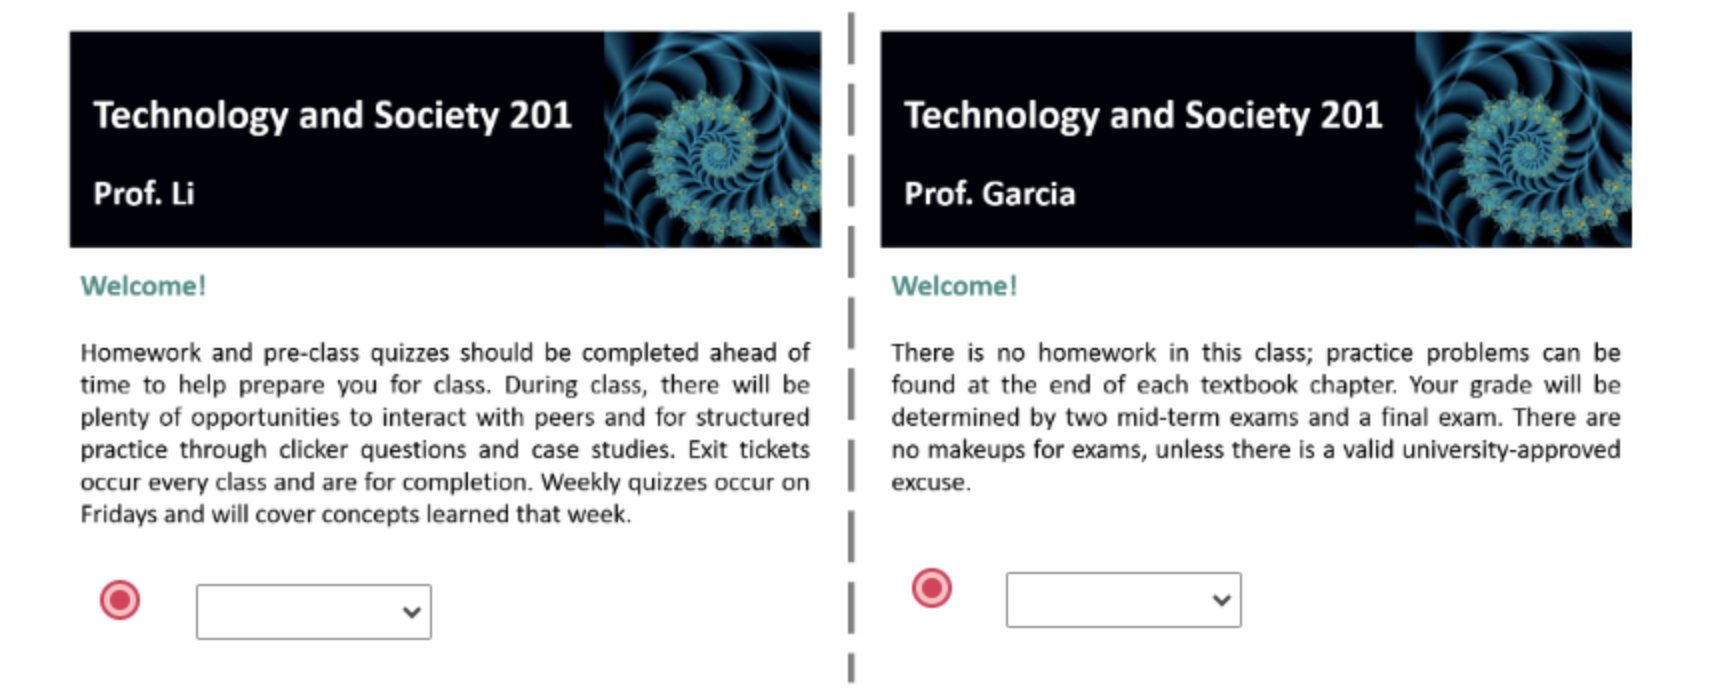 Technology and Society 201
Prof. Li
Welcome!
Homework and pre-class quizzes should be completed ahead of
time to help prepare you for class. During class, there will be
plenty of opportunities to interact with peers and for structured
practice through clicker questions and case studies. Exit tickets
occur every class and are for completion. Weekly quizzes occur on
Fridays and will cover concepts learned that week.
Technology and Society 201
Prof. Garcia
Welcome!
There is no homework in this class; practice problems can be
found at the end of each textbook chapter. Your grade will be
determined by two mid-term exams and a final exam. There are
no makeups for exams, unless there is a valid university-approved
excuse.